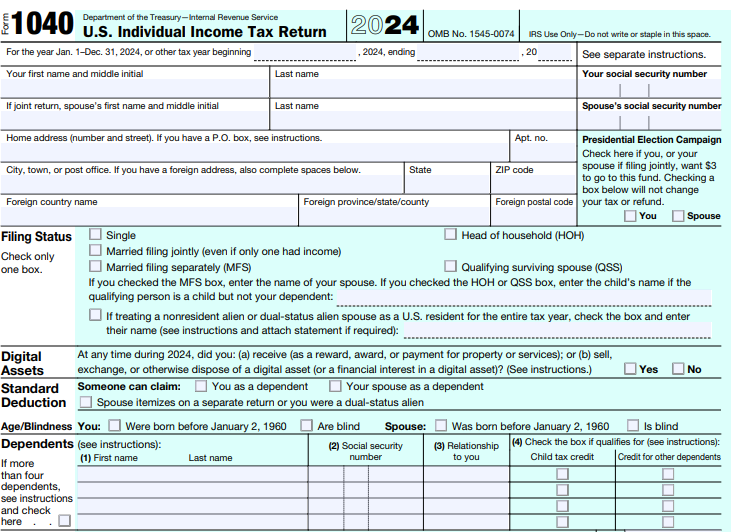 Form 1040 Department of the Treasury—Internal Revenue Service
U.S. Individual Income Tax Return 2024 OMB No. 1545-0074 IRS Use Only—Do not write or staple in this space.
For the year Jan. 1–Dec. 31, 2024, or other tax year beginning , 2024, ending , 20 See separate instructions.
Your first name and middle initial Last name Your social security number
If joint return, spouse's first name and middle initial Last name Spouse's social security number
Home address (number and street). If you have a P.O. box, see instructions. Apt. no.
City, town, or post office. If you have a foreign address, also complete spaces below. State ZIP code
Foreign country name Foreign province/state/county Foreign postal code
Presidential Election Campaign
Check here if you, or your
spouse if filing jointly, want $3
to go to this fund. Checking a
box below will not change
your tax or refund.
You Spouse
Filing Status
Check only
one box.
Single Head of household (HOH)
Married filing jointly (even if only one had income)
Married filing separately (MFS) Qualifying surviving spouse (QSS)
If you checked the MFS box, enter the name of your spouse. If you checked the HOH or QSS box, enter the child's name if the
qualifying person is a child but not your dependent:
If treating a nonresident alien or dual-status alien spouse as a U.S. resident for the entire tax year, check the box and enter
their name (see instructions and attach statement if required):
Digital
Assets
At any time during 2024, did you: (a) receive (as a reward, award, or payment for property or services); or (b) sell,
exchange, or otherwise dispose of a digital asset (or a financial interest in a digital asset)? (See instructions.) Yes No
Standard
Deduction
Someone can claim: You as a dependent Your spouse as a dependent
Spouse itemizes on a separate return or you were a dual-status alien
Age/Blindness You: Were born before January 2, 1960 Are blind Spouse: Was born before January 2, 1960 Is blind
Dependents (see instructions):
If more
than four
dependents,
see instructions
and check
here . .
(1) First name Last name
(2) Social security
number
(3) Relationship
to you
(4) Check the box if qualifies for (see instructions):
Child tax credit Credit for other dependents